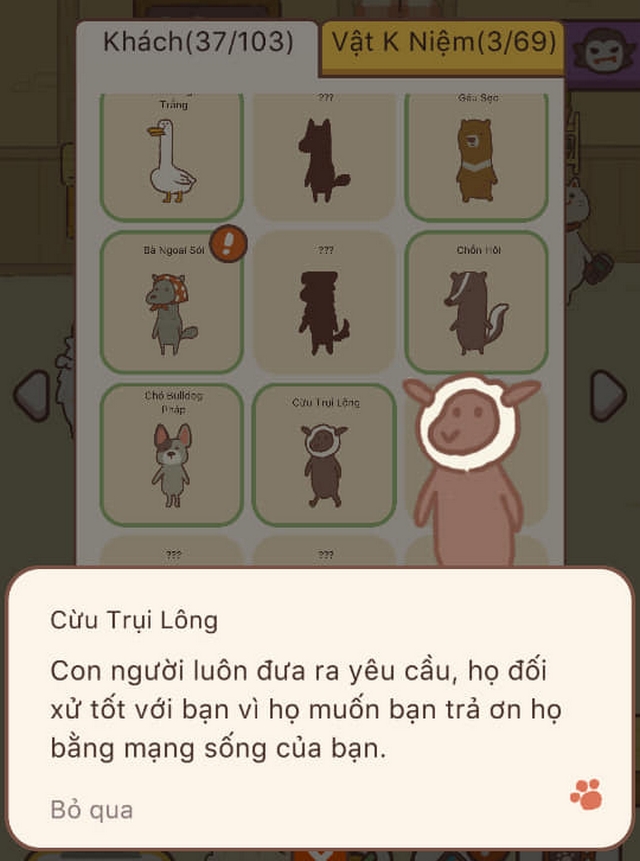 Khách(37/103)
Vật K Niệm(3/69)
Trắng
???
Gấu Sẹo
Bà Ngoại Sói
???
Chồn Hôi
Chó Bulldog
Pháp
Cừu Trụi Lông
???
???
Cừu Trụi Lông
Con người luôn đưa ra yêu cầu, họ đối
xử tốt với bạn vì họ muốn bạn trả ơn họ
bằng mạng sống của bạn.
Bỏ qua